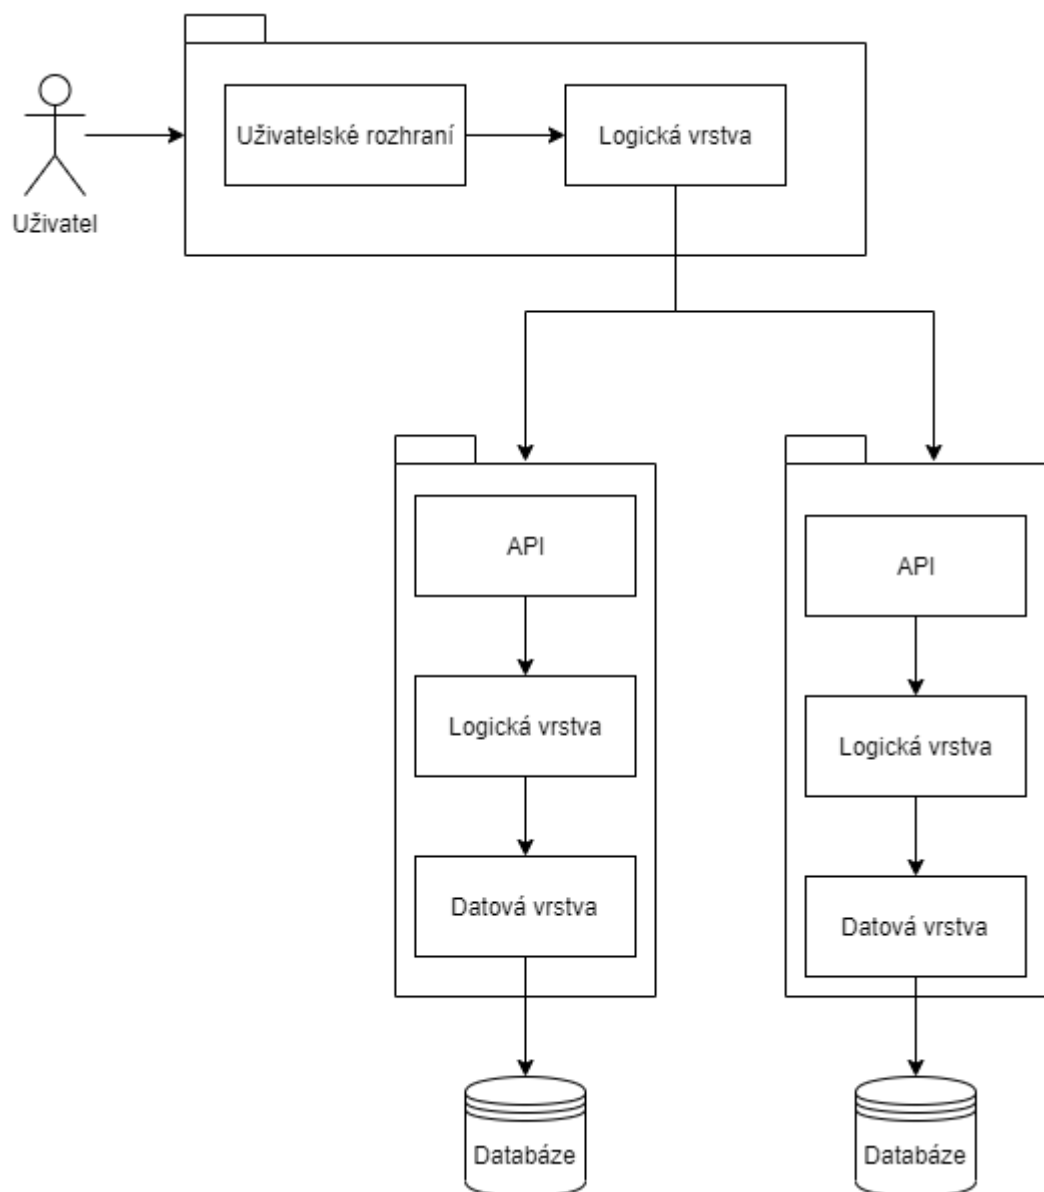 Uživatelské rozhraní
Logická vrstva
Uživatel
API
API
Logická vrstva
Logická vrstva
Datová vrstva
Datová vrstva
Databáze
Databáze